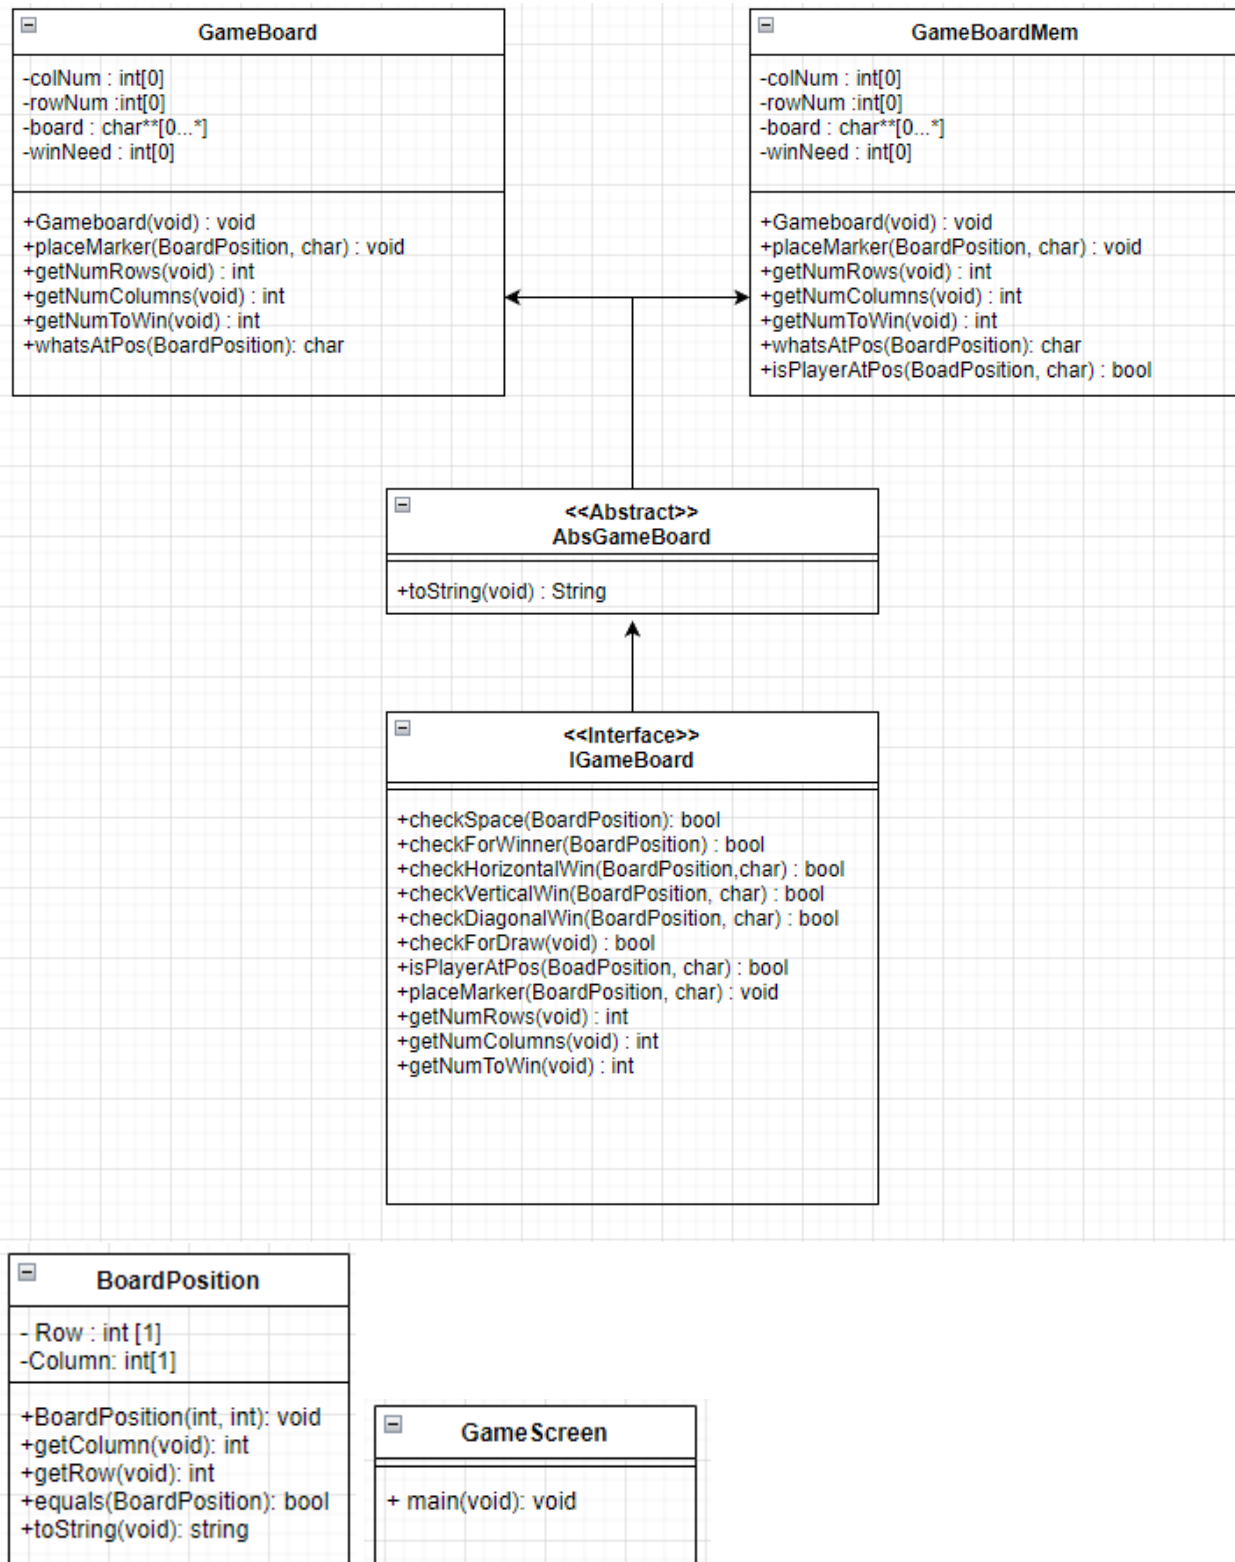 GameBoard
-colNum : int[0]
-rowNum :int[0]
-board : char**[0...*]
-winNeed : int[0]
+Gameboard(void) : void
+placeMarker(BoardPosition, char) : void
+getNumRows(void) : int
+getNumColumns(void) : int
+getNumToWin(void) : int
+whatsAtPos(BoardPosition): char
GameBoardMem
-colNum : int[0]
-rowNum :int[0]
-board : char**[0...*]
-winNeed : int[0]
+Gameboard(void) : void
+placeMarker(BoardPosition, char) : void
+getNumRows(void) : int
+getNumColumns(void) : int
+getNumToWin(void) : int
+whatsAtPos(BoardPosition): char
+isPlayerAtPos(BoadPosition, char) : bool
<<Abstract>>
AbsGameBoard
+toString(void) : String
<<Interface>>
IGameBoard
+checkSpace(BoardPosition): bool
+checkForWinner(BoardPosition) : bool
+checkHorizontalWin(BoardPosition,char) : bool
+checkVerticalWin(BoardPosition, char) : bool
+checkDiagonalWin(BoardPosition, char) : bool
+checkForDraw(void) : bool
+isPlayerAtPos(BoadPosition, char) : bool
+placeMarker(BoardPosition, char) : void
+getNumRows(void) : int
+getNumColumns(void) : int
+getNumToWin(void) : int
BoardPosition
- Row : int [1]
-Column: int[1]
+BoardPosition(int, int): void
+getColumn(void): int
+getRow(void): int
+equals(BoardPosition): bool
+toString(void): string
GameScreen
+ main(void): void